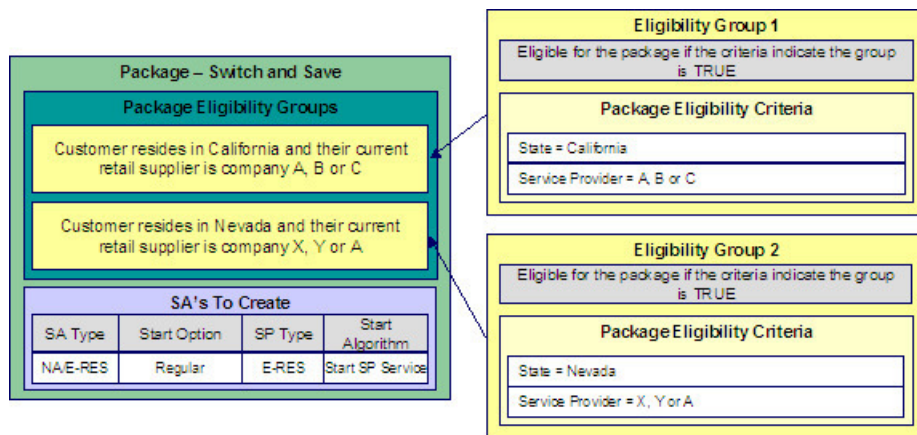 Package – Switch and Save
Package Eligibility Groups
Customer resides in California and their current
retail supplier is company A, B or C
Customer resides in Nevada and their current
retail supplier is company X, Y or A
SA's To Create
SA Type Start Option SP Type Start Algorithm
NA/E-RES Regular E-RES Start SP Service
Eligibility Group 1
Eligible for the package if the criteria indicate the group
is TRUE
Package Eligibility Criteria
State = California
Service Provider = A, B or C
Eligibility Group 2
Eligible for the package if the criteria indicate the group
is TRUE
Package Eligibility Criteria
State = Nevada
Service Provider = X, Y or A